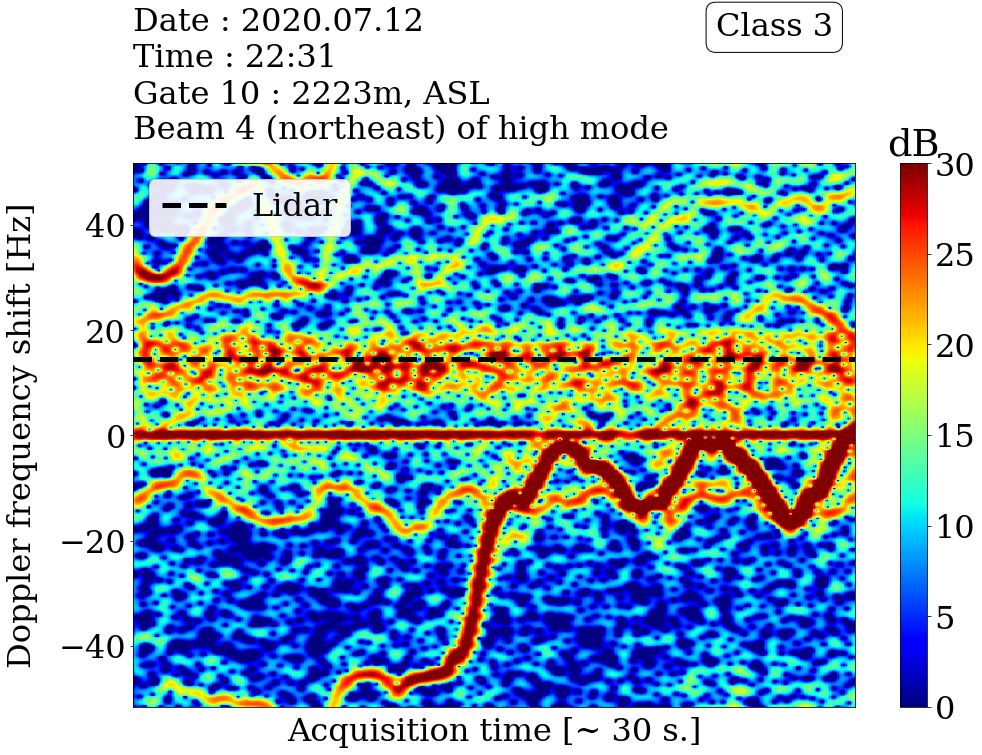 Date : 2020.07.12
Time : 22:31
Gate 10 : 2223m, ASL
Beam 4 (northeast) of high mode
Class 3
dB
Lidar
Doppler frequency shift [Hz]
40
20
0
−20
−40
Acquisition time [~ 30 s.]
30
25
20
15
10
5
0